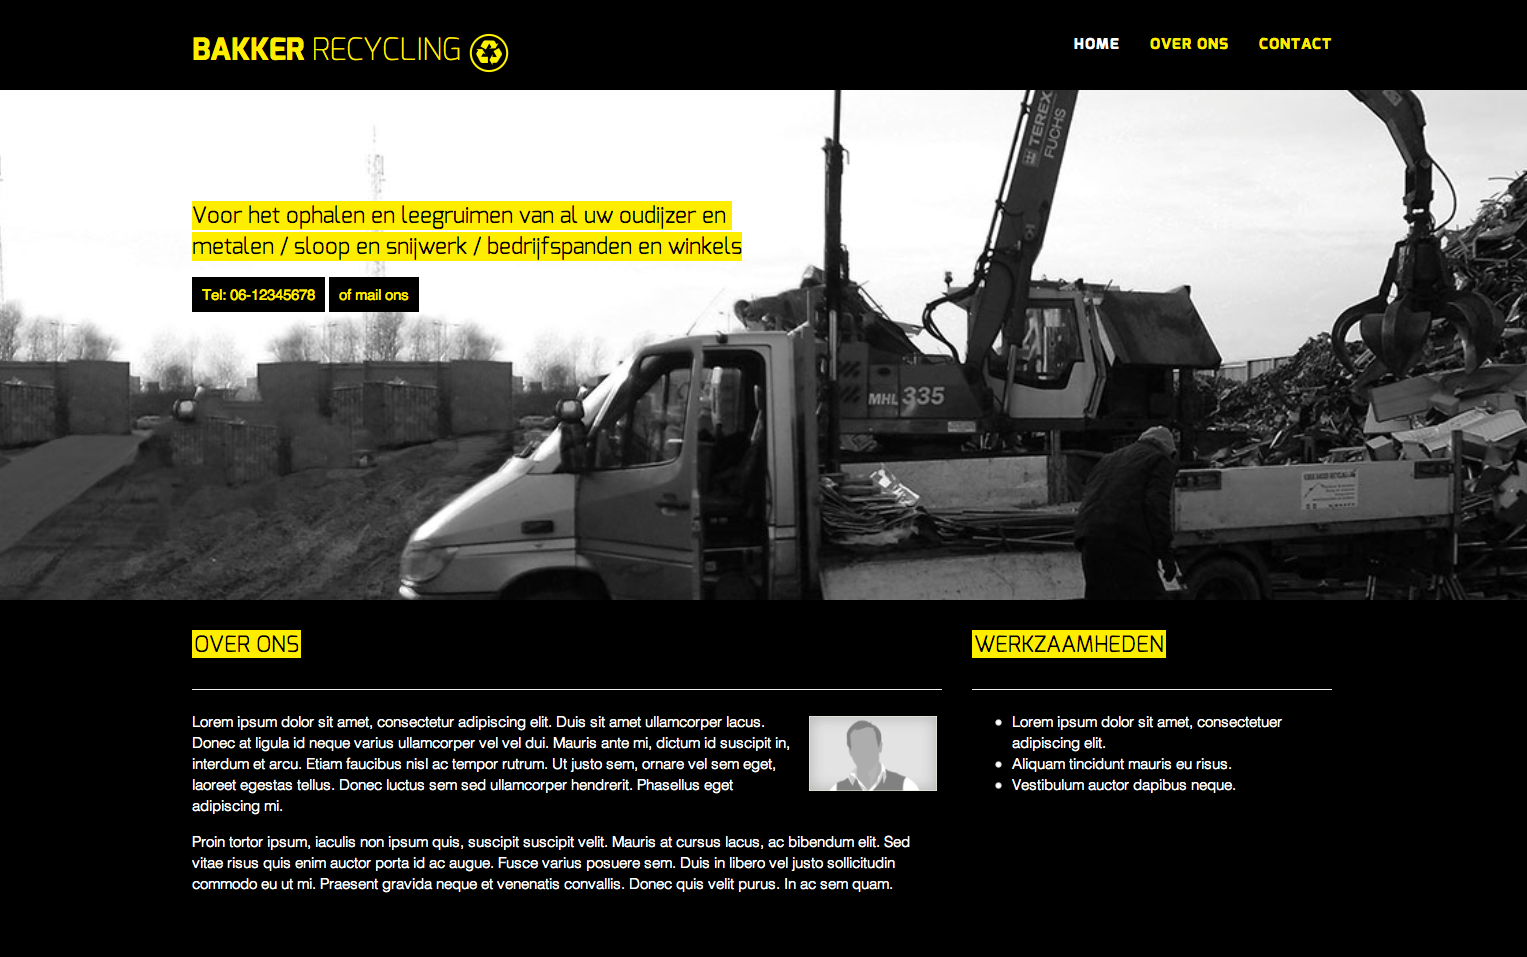 BAKKER RECYCLING
HOME OVER ONS CONTACT
TEREX
FUCHS
Voor het ophalen en leegruimen van al uw oudijzer en
metalen / sloop en snijwerk / bedrijfspanden en winkels
Tel: 06-12345678 of mail ons
MHL 335
OVER ONS
WERKZAAMHEDEN
Lorem ipsum dolor sit amet, consectetur adipiscing elit. Duis sit amet ullamcorper lacus.
Donec at ligula id neque varius ullamcorper vel vel dui. Mauris ante mi, dictum id suscipit in,
interdum et arcu. Etiam faucibus nisl ac tempor rutrum. Ut justo sem, ornare vel sem eget,
laoreet egestas tellus. Donec luctus sem sed ullamcorper hendrerit. Phasellus eget
adipiscing mi.
Proin tortor ipsum, iaculis non ipsum quis, suscipit suscipit velit. Mauris at cursus lacus, ac bibendum elit. Sed
vitae risus quis enim auctor porta id ac augue. Fusce varius posuere sem. Duis in libero vel justo sollicitudin
commodo eu ut mi. Praesent gravida neque et venenatis convallis. Donec quis velit purus. In ac sem quam.
Lorem ipsum dolor sit amet, consectetuer
adipiscing elit.
Aliquam tincidunt mauris eu risus.
Vestibulum auctor dapibus neque.